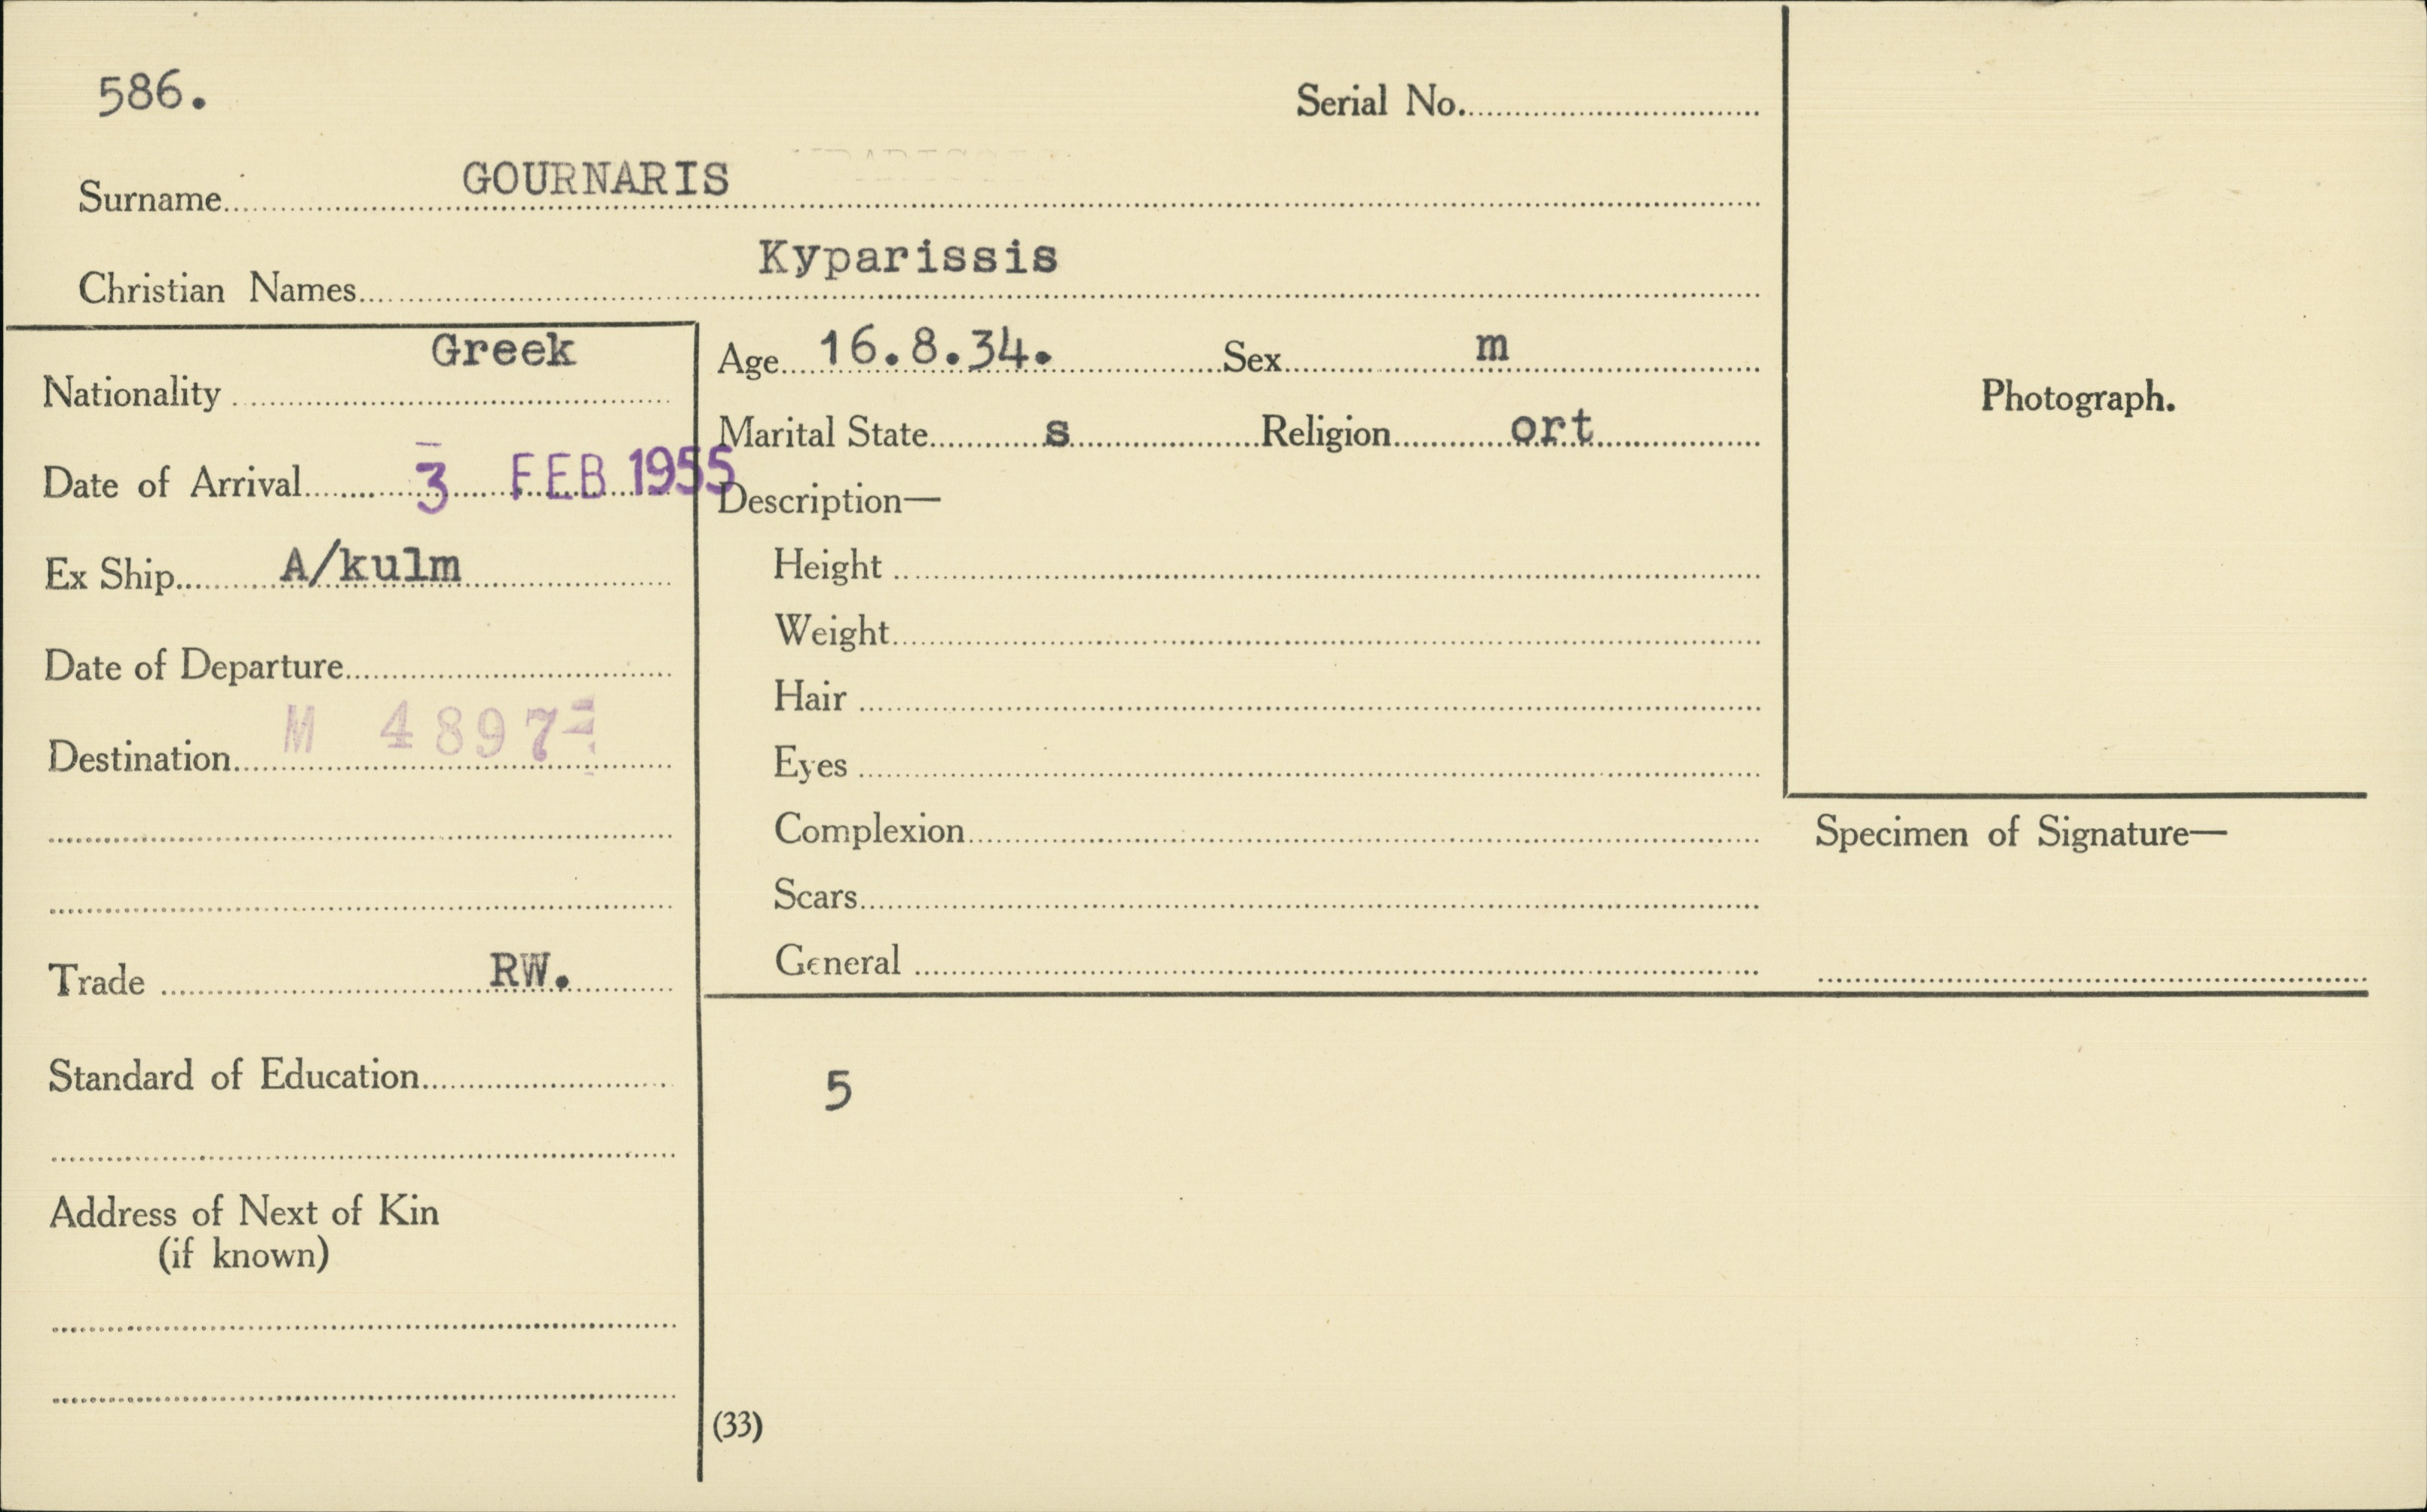 586.
Serial No.
Surname GOURNARIS
Christian Names Kyparissis
Nationality Greek
Date of Arrival 3 FEB 1955
Ex Ship A/kulm
Date of Departure
Destination M 4897
Trade RW.
Standard of Education
Address of Next of Kin
(if known)
Age 16.8.34. Sex m
Marital State s Religion ort
Description—
Height
Weight
Hair
Eyes
Complexion
Scars
General
5
(33)
Photograph.
Specimen of Signature—